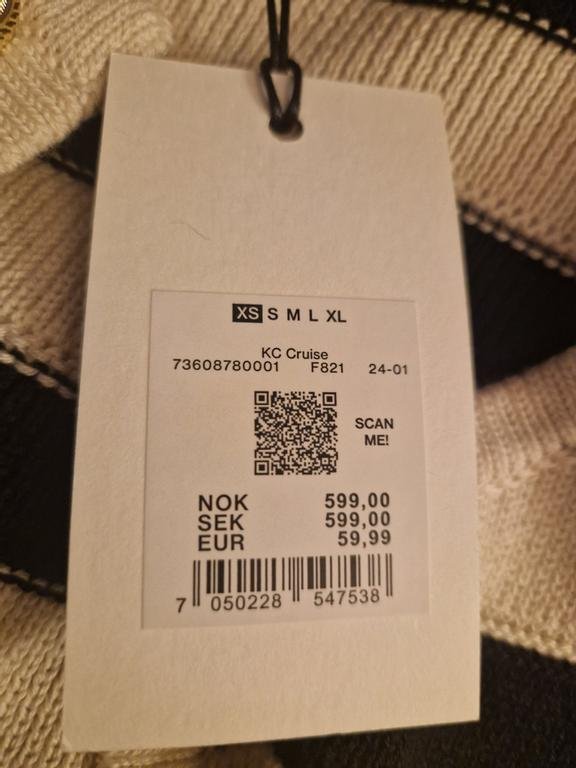 XS S M L XL
KC Cruise
73608780001 F821 24-01
SCAN
ME!
NOK 599,00
SEK 599,00
EUR 59,99
7 050228 547538